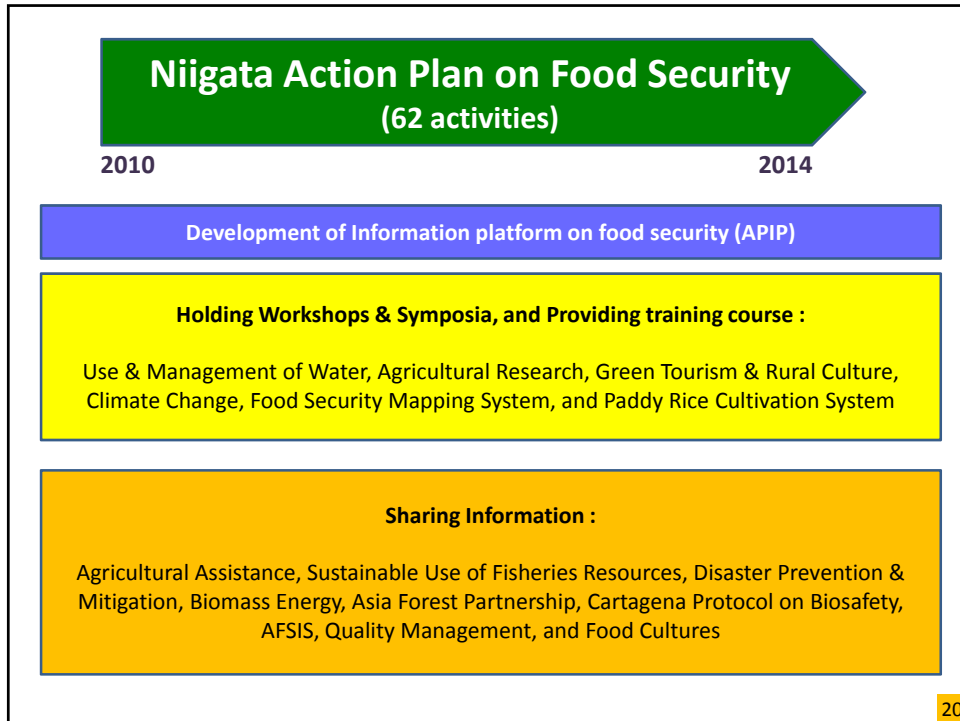 Niigata Action Plan on Food Security
(62 activities)
2010 2014
Development of Information platform on food security (APIP)
Holding Workshops & Symposia, and Providing training course :
Use & Management of Water, Agricultural Research, Green Tourism & Rural Culture,
Climate Change, Food Security Mapping System, and Paddy Rice Cultivation System
Sharing Information :
Agricultural Assistance, Sustainable Use of Fisheries Resources, Disaster Prevention &
Mitigation, Biomass Energy, Asia Forest Partnership, Cartagena Protocol on Biosafety,
AFSIS, Quality Management, and Food Cultures
20